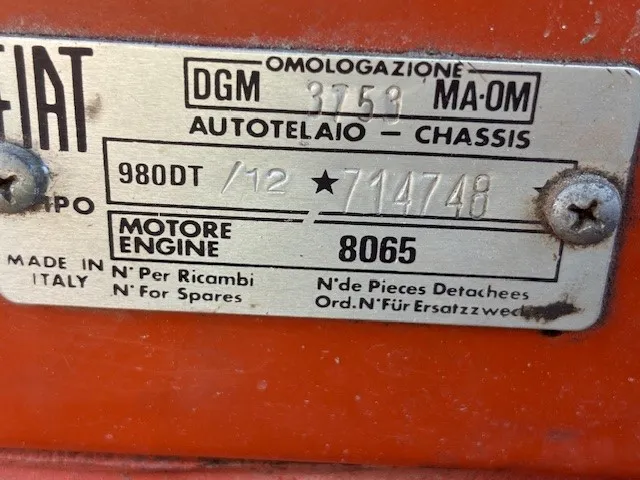 FIAT
OMOLOGAZIONE
DGM 3753 MA·OM
AUTOTELAIO — CHASSIS
980DT /12 ★ 714748
MOTORE
ENGINE 8065
MADE IN
ITALY
N° Per Ricambi
N° For Spares
N° de Pieces Detachees
Ord. N° Für